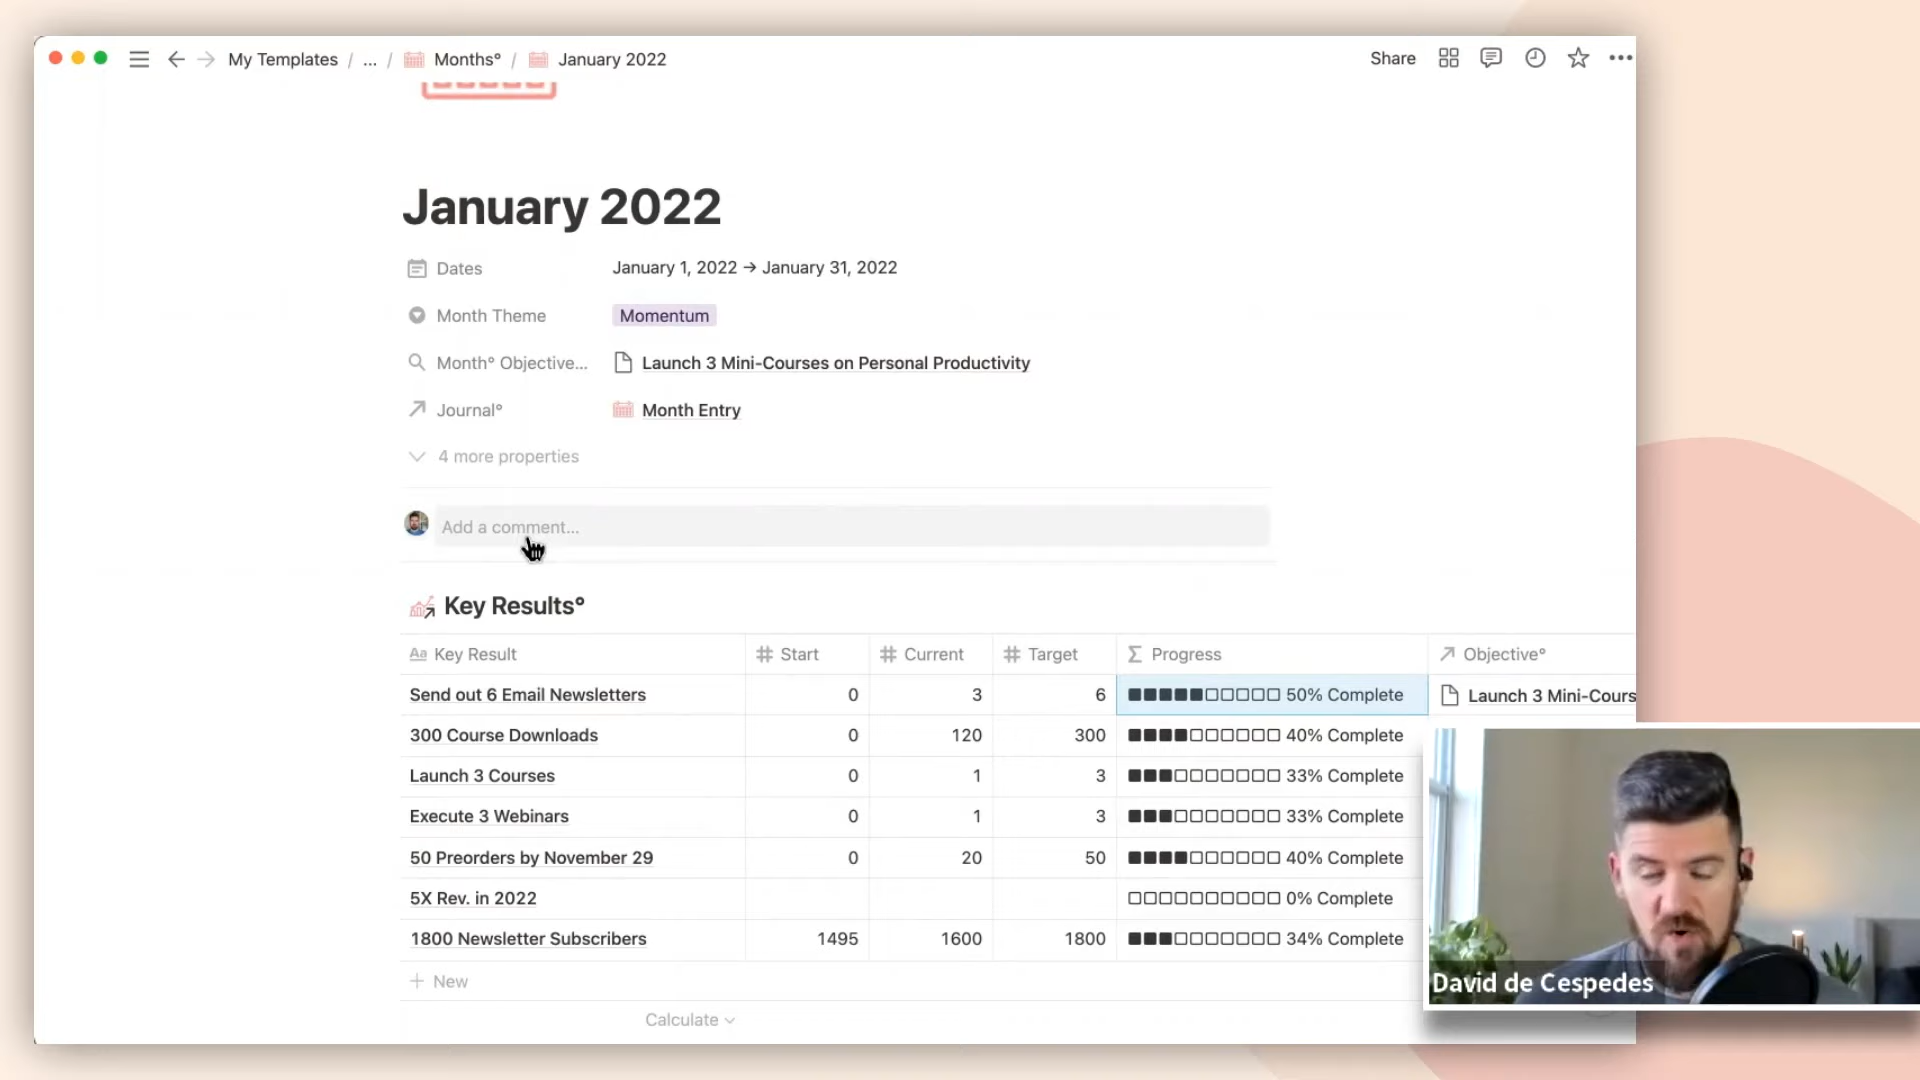 My Templates / ... / Months° / January 2022
Share
January 2022
Dates January 1, 2022 → January 31, 2022
Month Theme Momentum
Month° Objective... Launch 3 Mini-Courses on Personal Productivity
Journal° Month Entry
4 more properties
Add a comment...
Key Results°
Aa Key Result # Start # Current # Target Σ Progress Objective°
Send out 6 Email Newsletters 0 3 6 ■■■■■□□□□□ 50% Complete Launch 3 Mini-Cours
300 Course Downloads 0 120 300 ■■■■□□□□□□ 40% Complete
Launch 3 Courses 0 1 3 ■■■□□□□□□□ 33% Complete
Execute 3 Webinars 0 1 3 ■■■□□□□□□□ 33% Complete
50 Preorders by November 29 0 20 50 ■■■■□□□□□□ 40% Complete
5X Rev. in 2022 □□□□□□□□□□ 0% Complete
1800 Newsletter Subscribers 1495 1600 1800 ■■■□□□□□□□ 34% Complete
+ New
Calculate
David de Cespedes